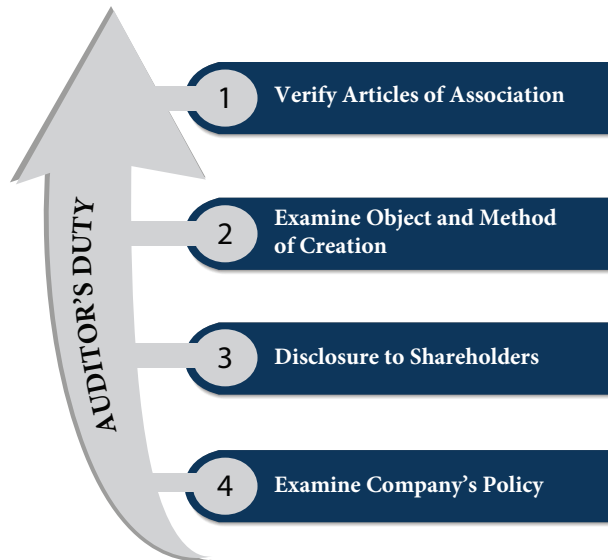 AUDITOR'S DUTY
1 Verify Articles of Association
2 Examine Object and Method
of Creation
3 Disclosure to Shareholders
4 Examine Company's Policy